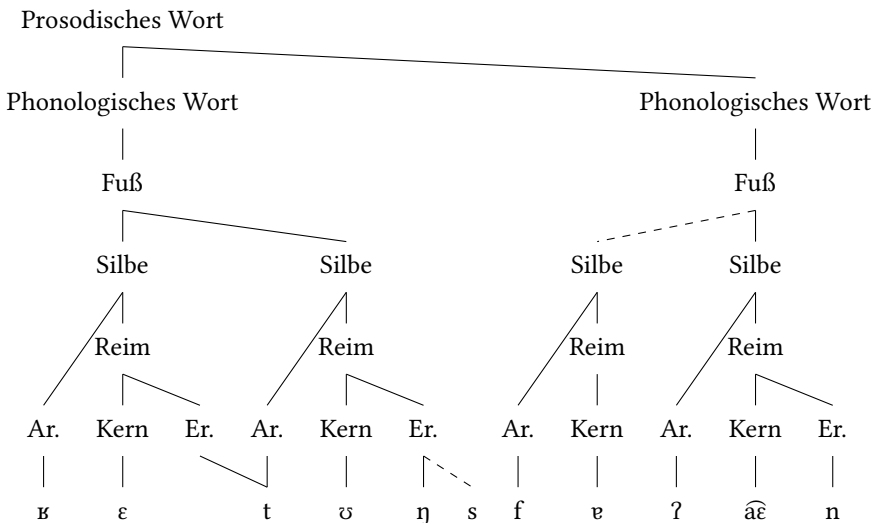 Prosodisches Wort
Phonologisches Wort Phonologisches Wort
Fuß Fuß
Silbe Silbe Silbe Silbe
Reim Reim Reim Reim
Ar. Kern Er. Ar. Kern Er. Ar. Kern Ar. Kern Er.
ʁ ɛ t ʊ ŋ s f ɐ ʔ a͡ɛ n